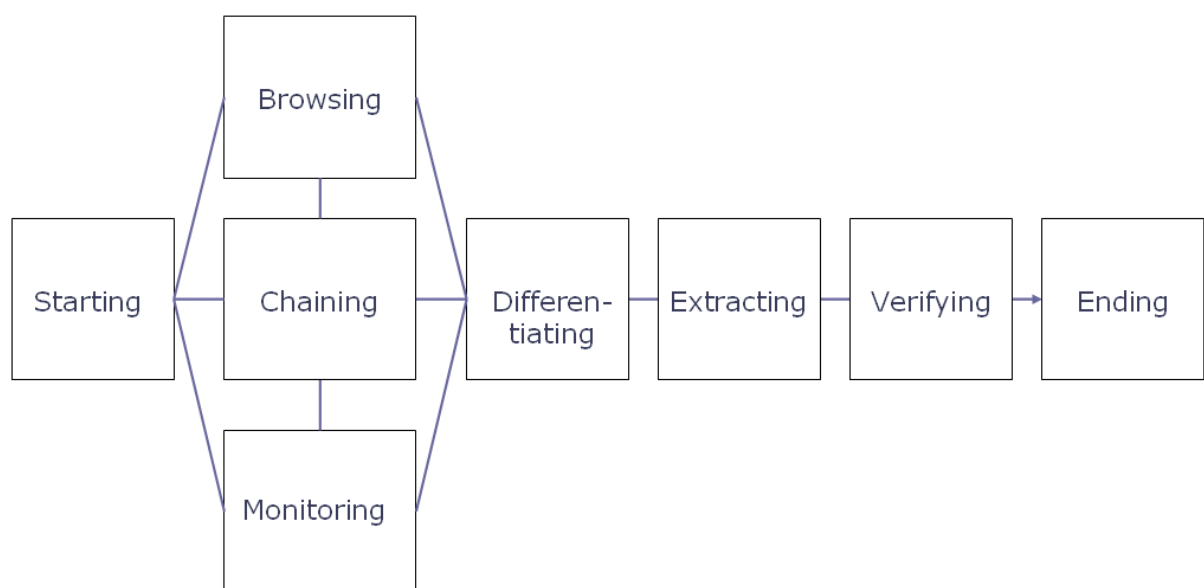 Browsing
Starting
Chaining
Differen-
tiating
Extracting
Verifying
Ending
Monitoring